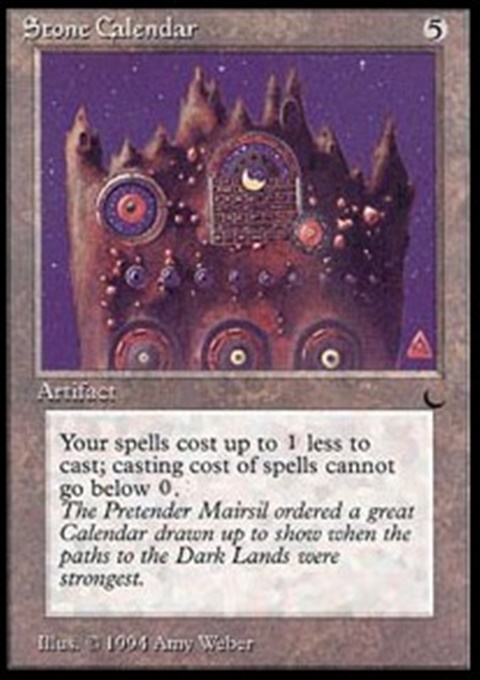 Stone Calendar 5
Artifact
Your spells cost up to 1 less to
cast; casting cost of spells cannot
go below 0.
The Pretender Mairsil ordered a great
Calendar drawn up to show when the
paths to the Dark Lands were
strongest.
Illus. © 1994 Amy Weber